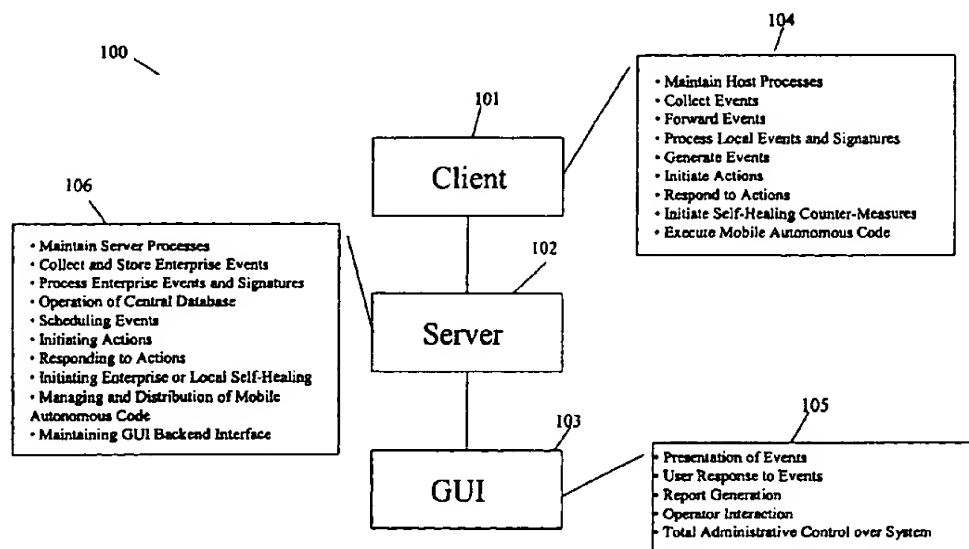 100
104
• Maintain Host Processes
• Collect Events
• Forward Events
• Process Local Events and Signatures
• Generate Events
• Initiate Actions
• Respond to Actions
• Initiate Self-Healing Counter-Measures
• Execute Mobile Autonomous Code
101
Client
106
• Maintain Server Processes
• Collect and Store Enterprise Events
• Process Enterprise Events and Signatures
• Operation of Central Database
• Scheduling Events
• Initiating Actions
• Responding to Actions
• Initiating Enterprise or Local Self-Healing
• Managing and Distribution of Mobile
Autonomous Code
• Maintaining GUI Backend Interface
102
Server
103
GUI
105
• Presentation of Events
• User Response to Events
• Report Generation
• Operator Interaction
• Total Administrative Control over System